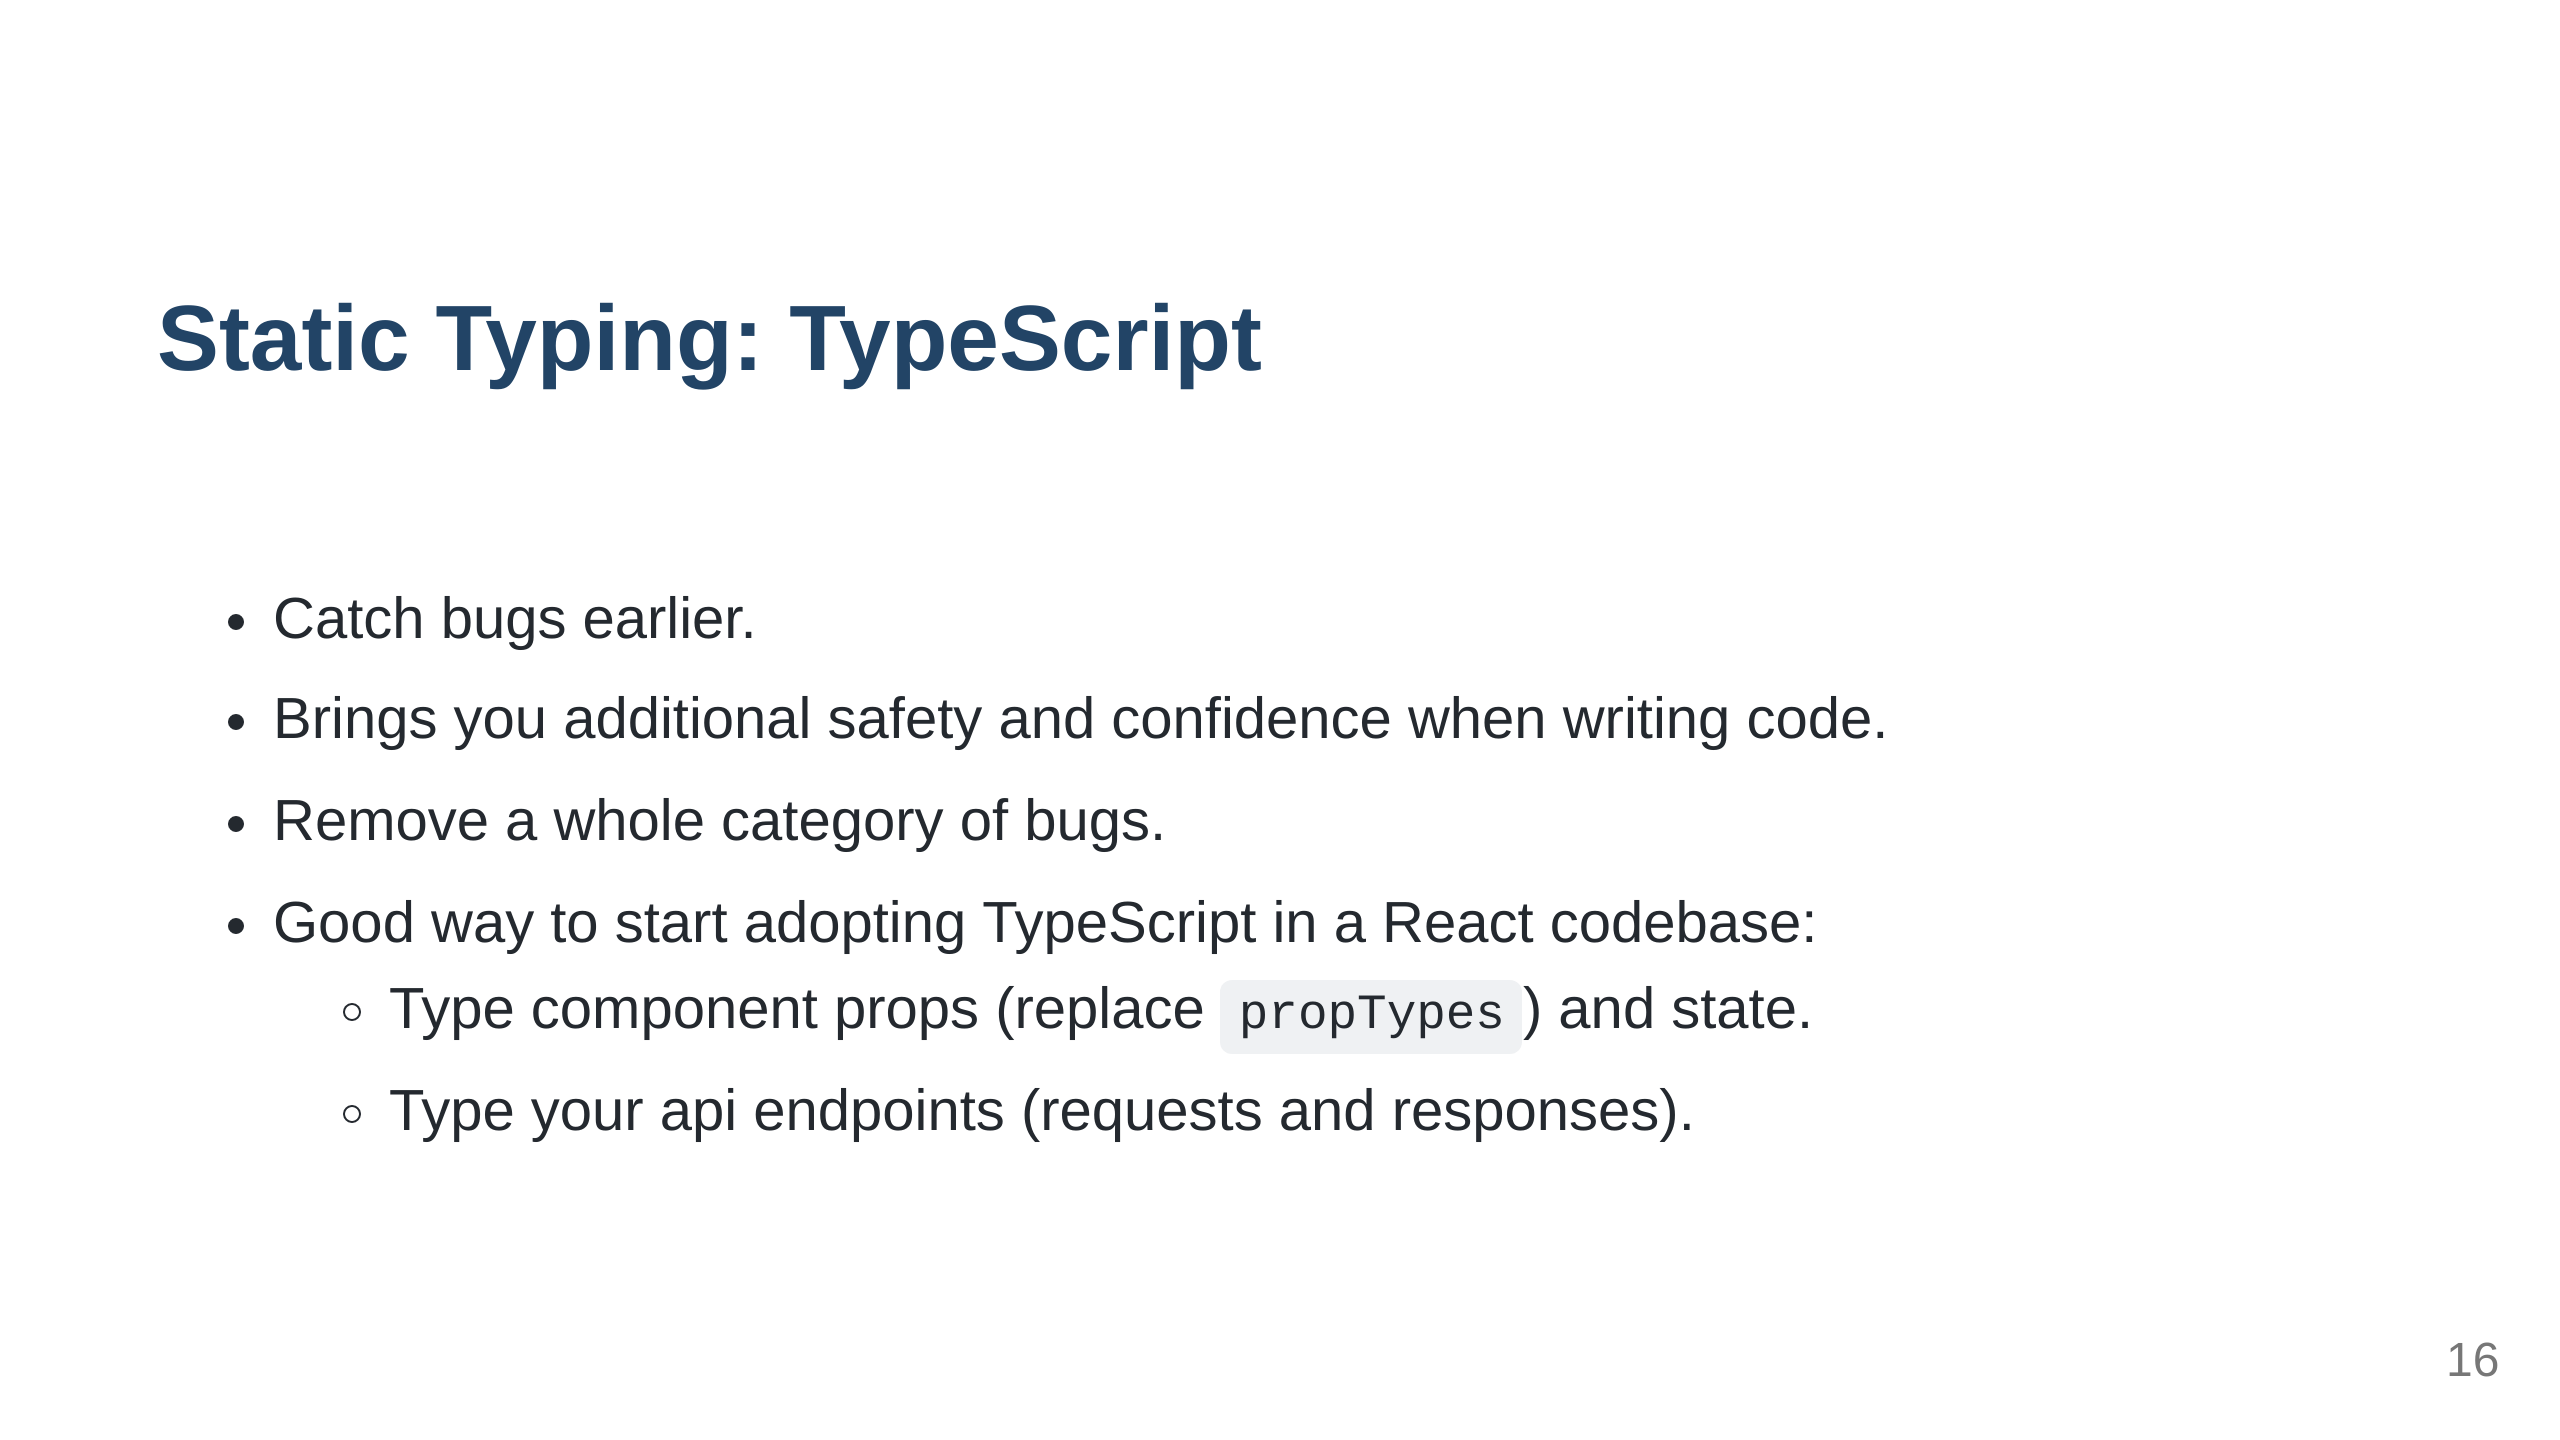 Static Typing: TypeScript
• Catch bugs earlier.
• Brings you additional safety and confidence when writing code.
• Remove a whole category of bugs.
• Good way to start adopting TypeScript in a React codebase:
◦ Type component props (replace propTypes) and state.
◦ Type your api endpoints (requests and responses).
16